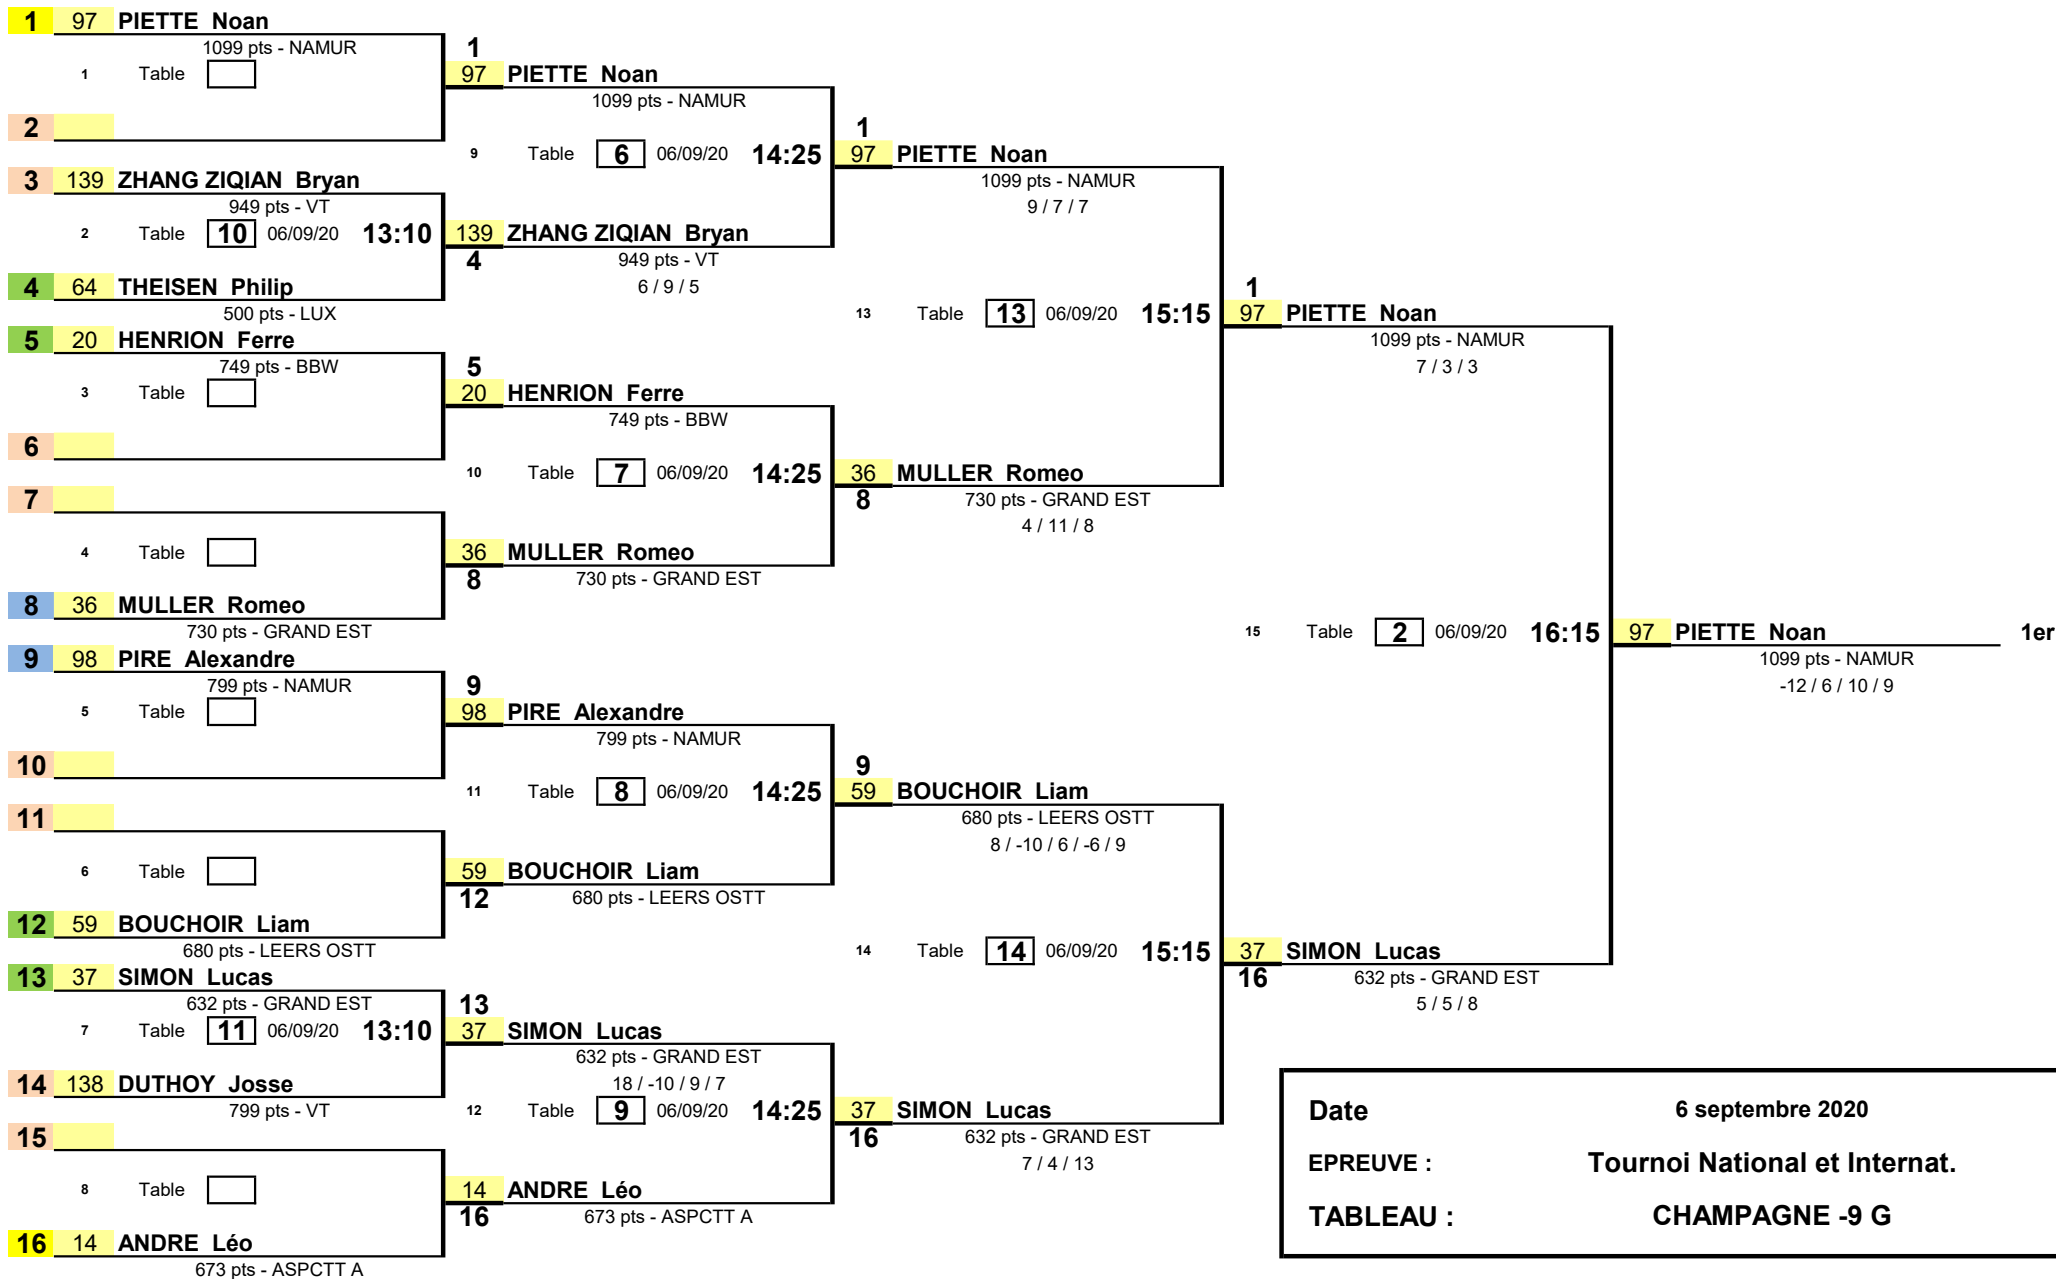 1 97 PIETTE Noan
1099 pts - NAMUR
1 Table
2
3 139 ZHANG ZIQIAN Bryan
949 pts - VT
2 Table 10 06/09/20 13:10
4 64 THEISEN Philip
500 pts - LUX
5 20 HENRION Ferre
749 pts - BBW
3 Table
6
7
4 Table
8 36 MULLER Romeo
730 pts - GRAND EST
9 98 PIRE Alexandre
799 pts - NAMUR
5 Table
10
11
6 Table
12 59 BOUCHOIR Liam
680 pts - LEERS OSTT
13 37 SIMON Lucas
632 pts - GRAND EST
7 Table 11 06/09/20 13:10
14 138 DUTHOY Josse
799 pts - VT
15
8 Table
16 14 ANDRE Léo
673 pts - ASPCTT A
1
97 PIETTE Noan
1099 pts - NAMUR
9 Table 6 06/09/20 14:25
139 ZHANG ZIQIAN Bryan
4
949 pts - VT
6 / 9 / 5
5
20 HENRION Ferre
749 pts - BBW
10 Table 7 06/09/20 14:25
36 MULLER Romeo
8
730 pts - GRAND EST
9
98 PIRE Alexandre
799 pts - NAMUR
11 Table 8 06/09/20 14:25
59 BOUCHOIR Liam
12
680 pts - LEERS OSTT
13
37 SIMON Lucas
632 pts - GRAND EST
18 / -10 / 9 / 7
12 Table 9 06/09/20 14:25
14 ANDRE Léo
16
673 pts - ASPCTT A
1
97 PIETTE Noan
1099 pts - NAMUR
9 / 7 / 7
13 Table 13 06/09/20 15:15
36 MULLER Romeo
8
730 pts - GRAND EST
4 / 11 / 8
9
59 BOUCHOIR Liam
680 pts - LEERS OSTT
8 / -10 / 6 / -6 / 9
14 Table 14 06/09/20 15:15
37 SIMON Lucas
16
632 pts - GRAND EST
7 / 4 / 13
1
97 PIETTE Noan
1099 pts - NAMUR
7 / 3 / 3
15 Table 2 06/09/20 16:15
37 SIMON Lucas
16
632 pts - GRAND EST
5 / 5 / 8
97 PIETTE Noan 1er
1099 pts - NAMUR
-12 / 6 / 10 / 9
Date 6 septembre 2020
EPREUVE : Tournoi National et Internat.
TABLEAU : CHAMPAGNE -9 G